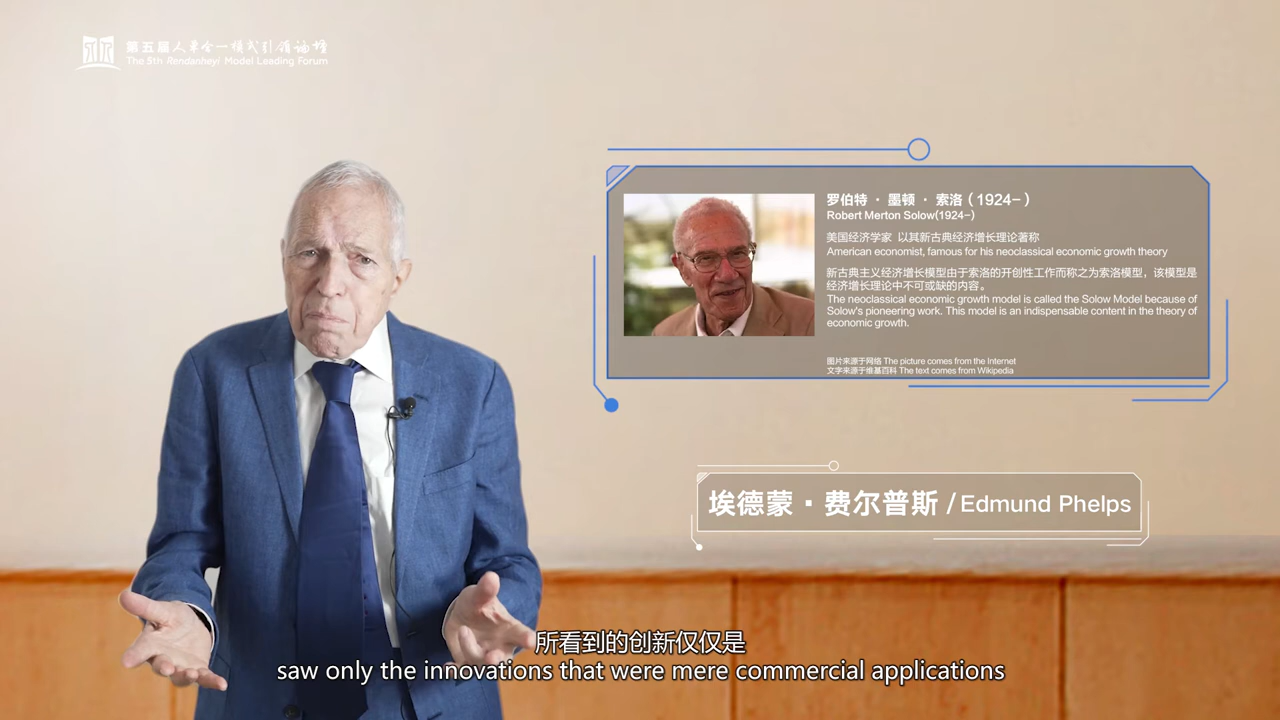 第五届人单合一模式引领论坛
The 5th Rendanheyi Model Leading Forum
罗伯特 · 墨顿 · 索洛（1924-）
Robert Merton Solow(1924-)
美国经济学家 以其新古典经济增长理论著称
American economist, famous for his neoclassical economic growth theory
新古典主义经济增长模型由于索洛的开创性工作而称之为索洛模型，该模型是
经济增长理论中不可或缺的内容。
The neoclassical economic growth model is called the Solow Model because of
Solow's pioneering work. This model is an indispensable content in the theory of
economic growth.
图片来源于网络 The picture comes from the Internet
文字来源于维基百科 The text comes from Wikipedia
埃德蒙 · 费尔普斯 / Edmund Phelps
所看到的创新仅仅是
saw only the innovations that were mere commercial applications